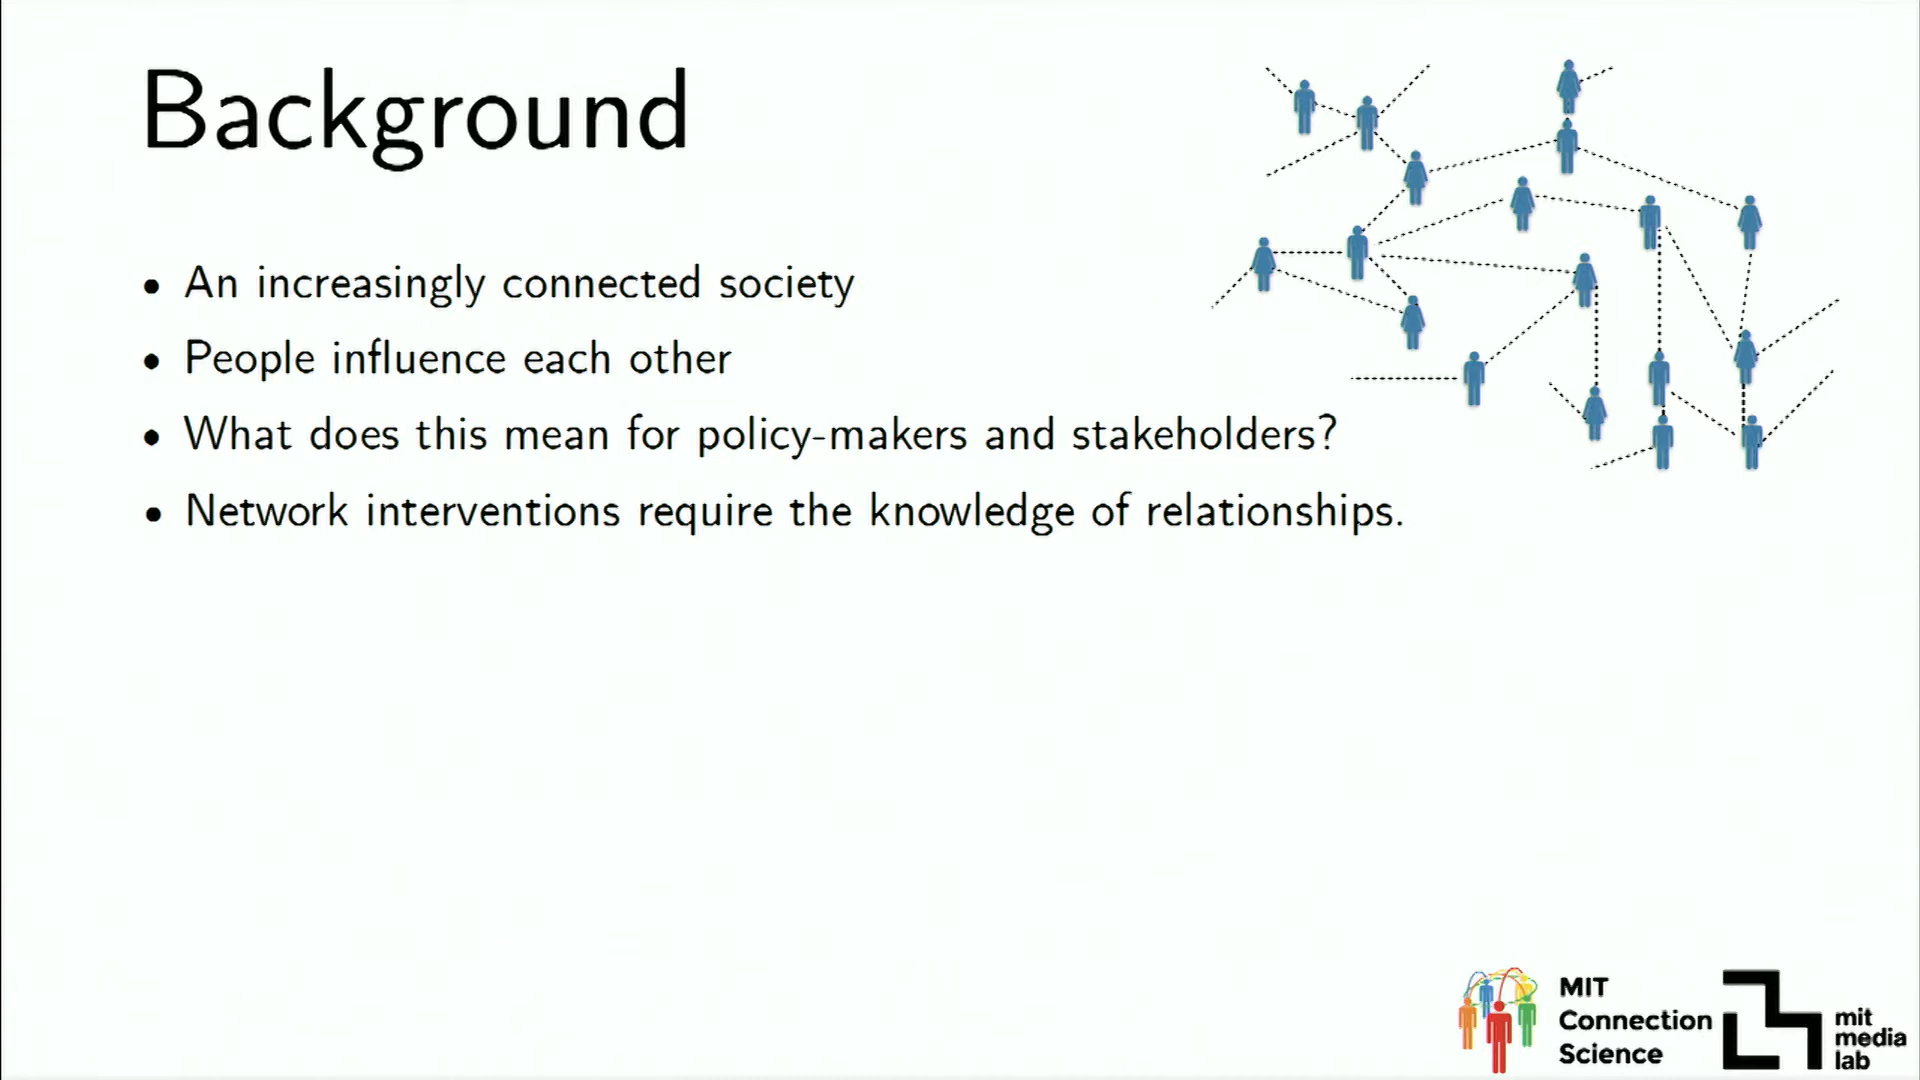 Background
• An increasingly connected society
• People influence each other
• What does this mean for policy-makers and stakeholders?
• Network interventions require the knowledge of relationships.
MIT
Connection
Science
mit
media
lab